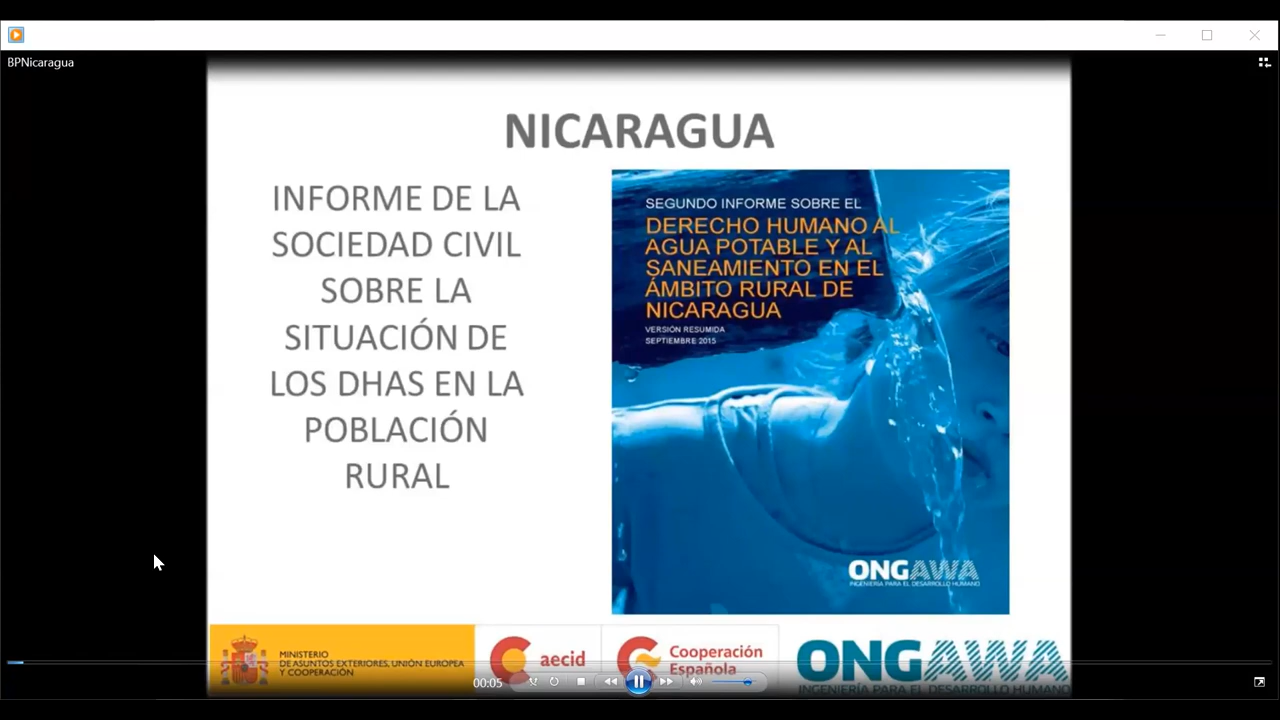 BPNicaragua
NICARAGUA
INFORME DE LA
SOCIEDAD CIVIL
SOBRE LA
SITUACIÓN DE
LOS DHAS EN LA
POBLACIÓN
RURAL
SEGUNDO INFORME SOBRE EL
DERECHO HUMANO AL
AGUA POTABLE Y AL
SANEAMIENTO EN EL
ÁMBITO RURAL DE
NICARAGUA
VERSIÓN RESUMIDA
SEPTIEMBRE 2015
ONGAWA
INGENIERÍA PARA EL DESARROLLO HUMANO
MINISTERIO
DE ASUNTOS EXTERIORES, UNIÓN EUROPEA
Y COOPERACIÓN
aecid
Cooperación
Española
ONGAWA
INGENIERÍA PARA EL DESARROLLO HUMANO
00:05